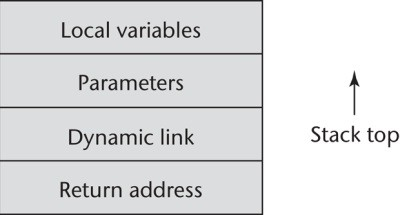 Local variables
Parameters
Dynamic link
Return address
Stack top